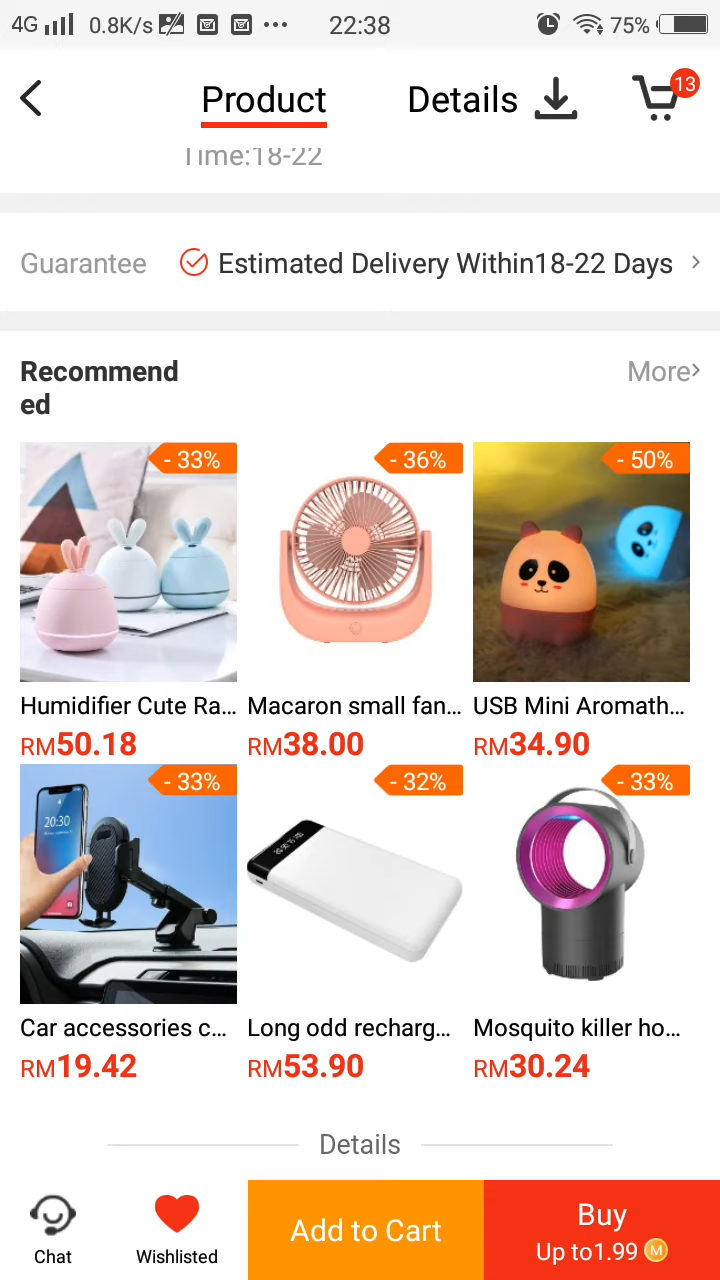 4G 0.8K/s ... 22:38 75%
Product Details 13
Time:18-22
Guarantee Estimated Delivery Within18-22 Days >
Recommend
ed
More>
- 33% - 36% - 50%
Humidifier Cute Ra... Macaron small fan... USB Mini Aromath...
RM50.18 RM38.00 RM34.90
- 33% - 32% - 33%
20:30
Car accessories c... Long odd recharg... Mosquito killer ho...
RM19.42 RM53.90 RM30.24
Details
Chat Wishlisted Add to Cart Buy
Up to1.99 M